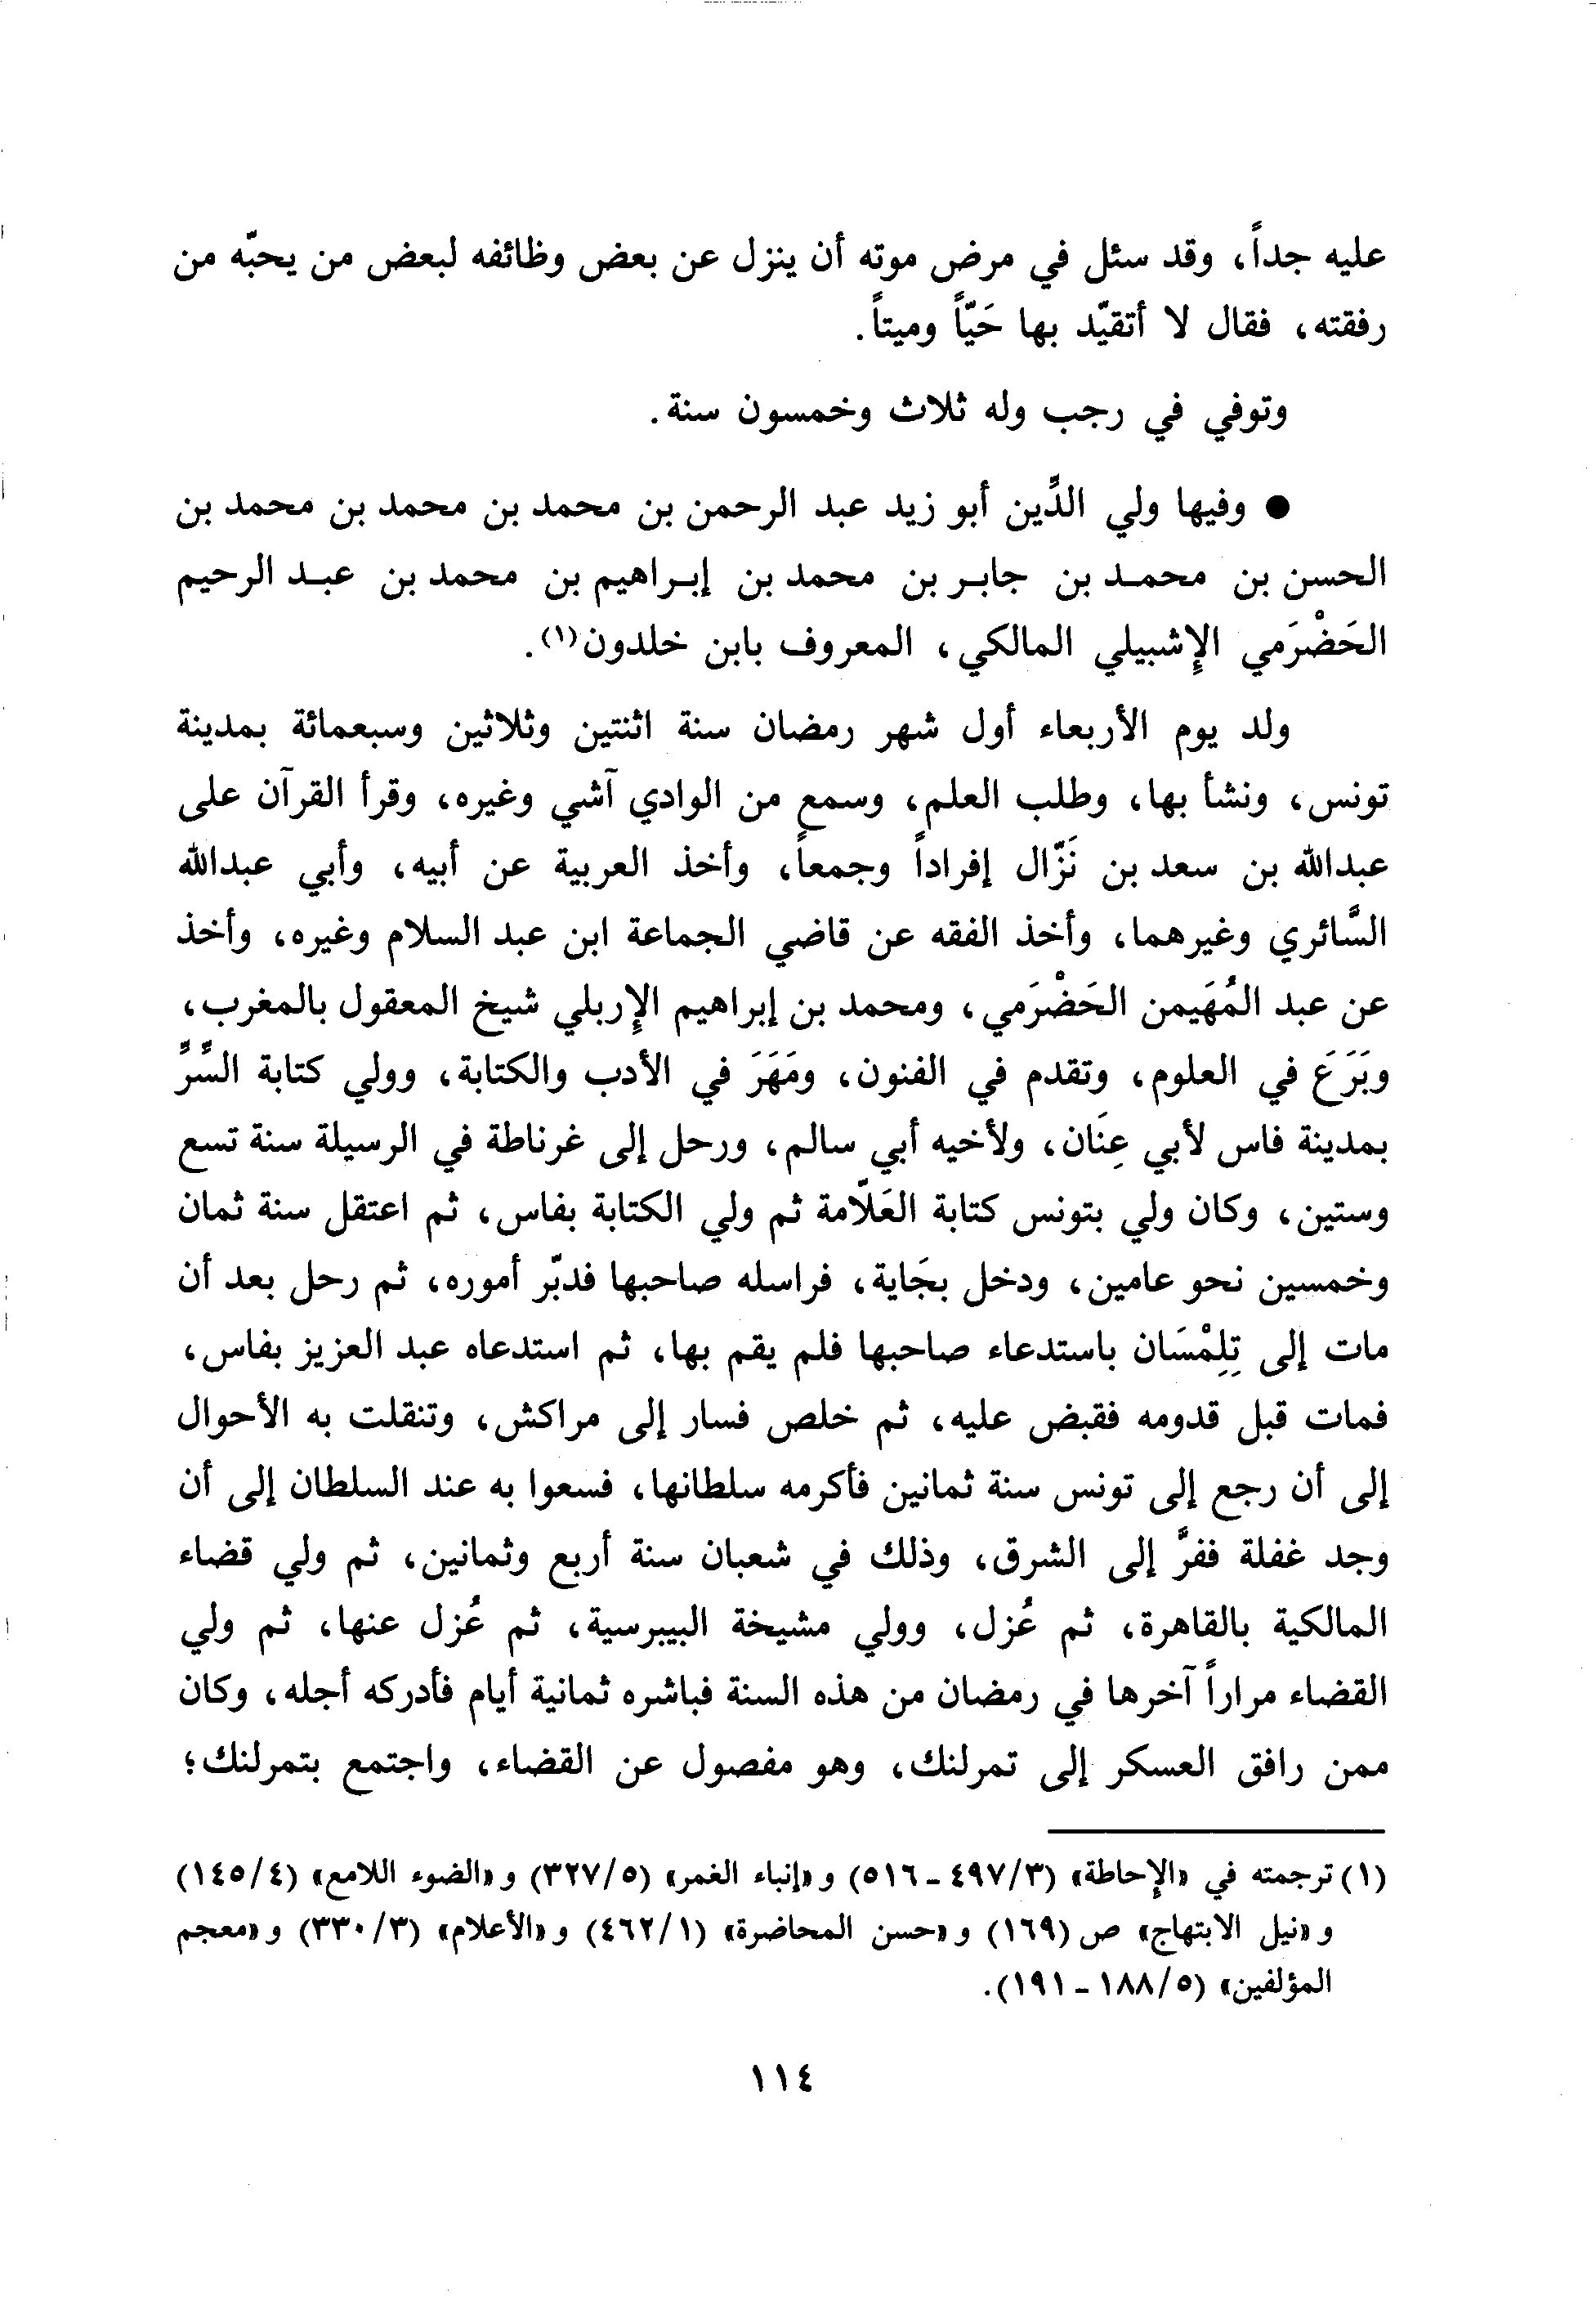 عليه جداً، وقد سئل في مرض موته أن ينزل عن بعض وظائفه لبعض من يحبّه من
رفقته، فقال لا أتقيّد بها حَيّاً وميتاً.
وتوفي في رجب وله ثلاث وخمسون سنة.
● وفيها ولي الدِّين أبو زيد عبد الرحمن بن محمد بن محمد بن محمد بن محمد بن
الحسن بن محمد بن جابر بن محمد بن إبراهيم بن محمد بن عبد الرحيم
الحَضْرَمي الإشبيلي المالكي، المعروف بابن خلدون(١).
ولد يوم الأربعاء أول شهر رمضان سنة اثنتين وثلاثين وسبعمائة بمدينة
تونس، ونشأ بها، وطلب العلم، وسمع من الوادي آشي وغيره، وقرأ القرآن على
عبدالله بن سعد بن نَزّال إفراداً وجمعاً، وأخذ العربية عن أبيه، وأبي عبدالله
السَّائري وغيرهما، وأخذ الفقه عن قاضي الجماعة ابن عبد السلام وغيره، وأخذ
عن عبد المُهَيمن الحَضْرَمي، ومحمد بن إبراهيم الإربلي شيخ المعقول بالمغرب،
وبَرَعَ في العلوم، وتقدم في الفنون، ومَهَرَ في الأدب والكتابة، وولي كتابة السِّرِّ
بمدينة فاس لأبي عِنَان، ولأخيه أبي سالم، ورحل إلى غرناطة في الرسيلة سنة تسع
وستين، وكان ولي بتونس كتابة العَلّامة ثم ولي الكتابة بفاس، ثم اعتقل سنة ثمان
وخمسين نحو عامين، ودخل بجَاية، فراسله صاحبها فدبّر أموره، ثم رحل بعد أن
مات إلى تِلِمْسَان باستدعاء صاحبها فلم يقم بها، ثم استدعاه عبد العزيز بفاس،
فمات قبل قدومه فقبض عليه، ثم خلص فسار إلى مراكش، وتنقلت به الأحوال
إلى أن رجع إلى تونس سنة ثمانين فأكرمه سلطانها، فسعوا به عند السلطان إلى أن
وجد غفلة ففرَّ إلى الشرق، وذلك في شعبان سنة أربع وثمانين، ثم ولي قضاء
المالكية بالقاهرة، ثم عُزل، وولي مشيخة البيبرسية، ثم عُزل عنها، ثم ولي
القضاء مراراً آخرها في رمضان من هذه السنة فباشره ثمانية أيام فأدركه أجله، وكان
ممن رافق العسكر إلى تمرلنك، وهو مفصول عن القضاء، واجتمع بتمرلنك؛
(١) ترجمته في «الإحاطة» (٣/٤٩٧ - ٥١٦) و«إنباء الغمر» (٥/٣٢٧) و«الضوء اللامع» (٤/١٤٥)
و«نيل الابتهاج» ص (١٦٩) و«حسن المحاضرة» (١/٤٦٢) و«الأعلام» (٣/٣٣٠) و«معجم
المؤلفين» (٥/١٨٨ - ١٩١).
١١٤